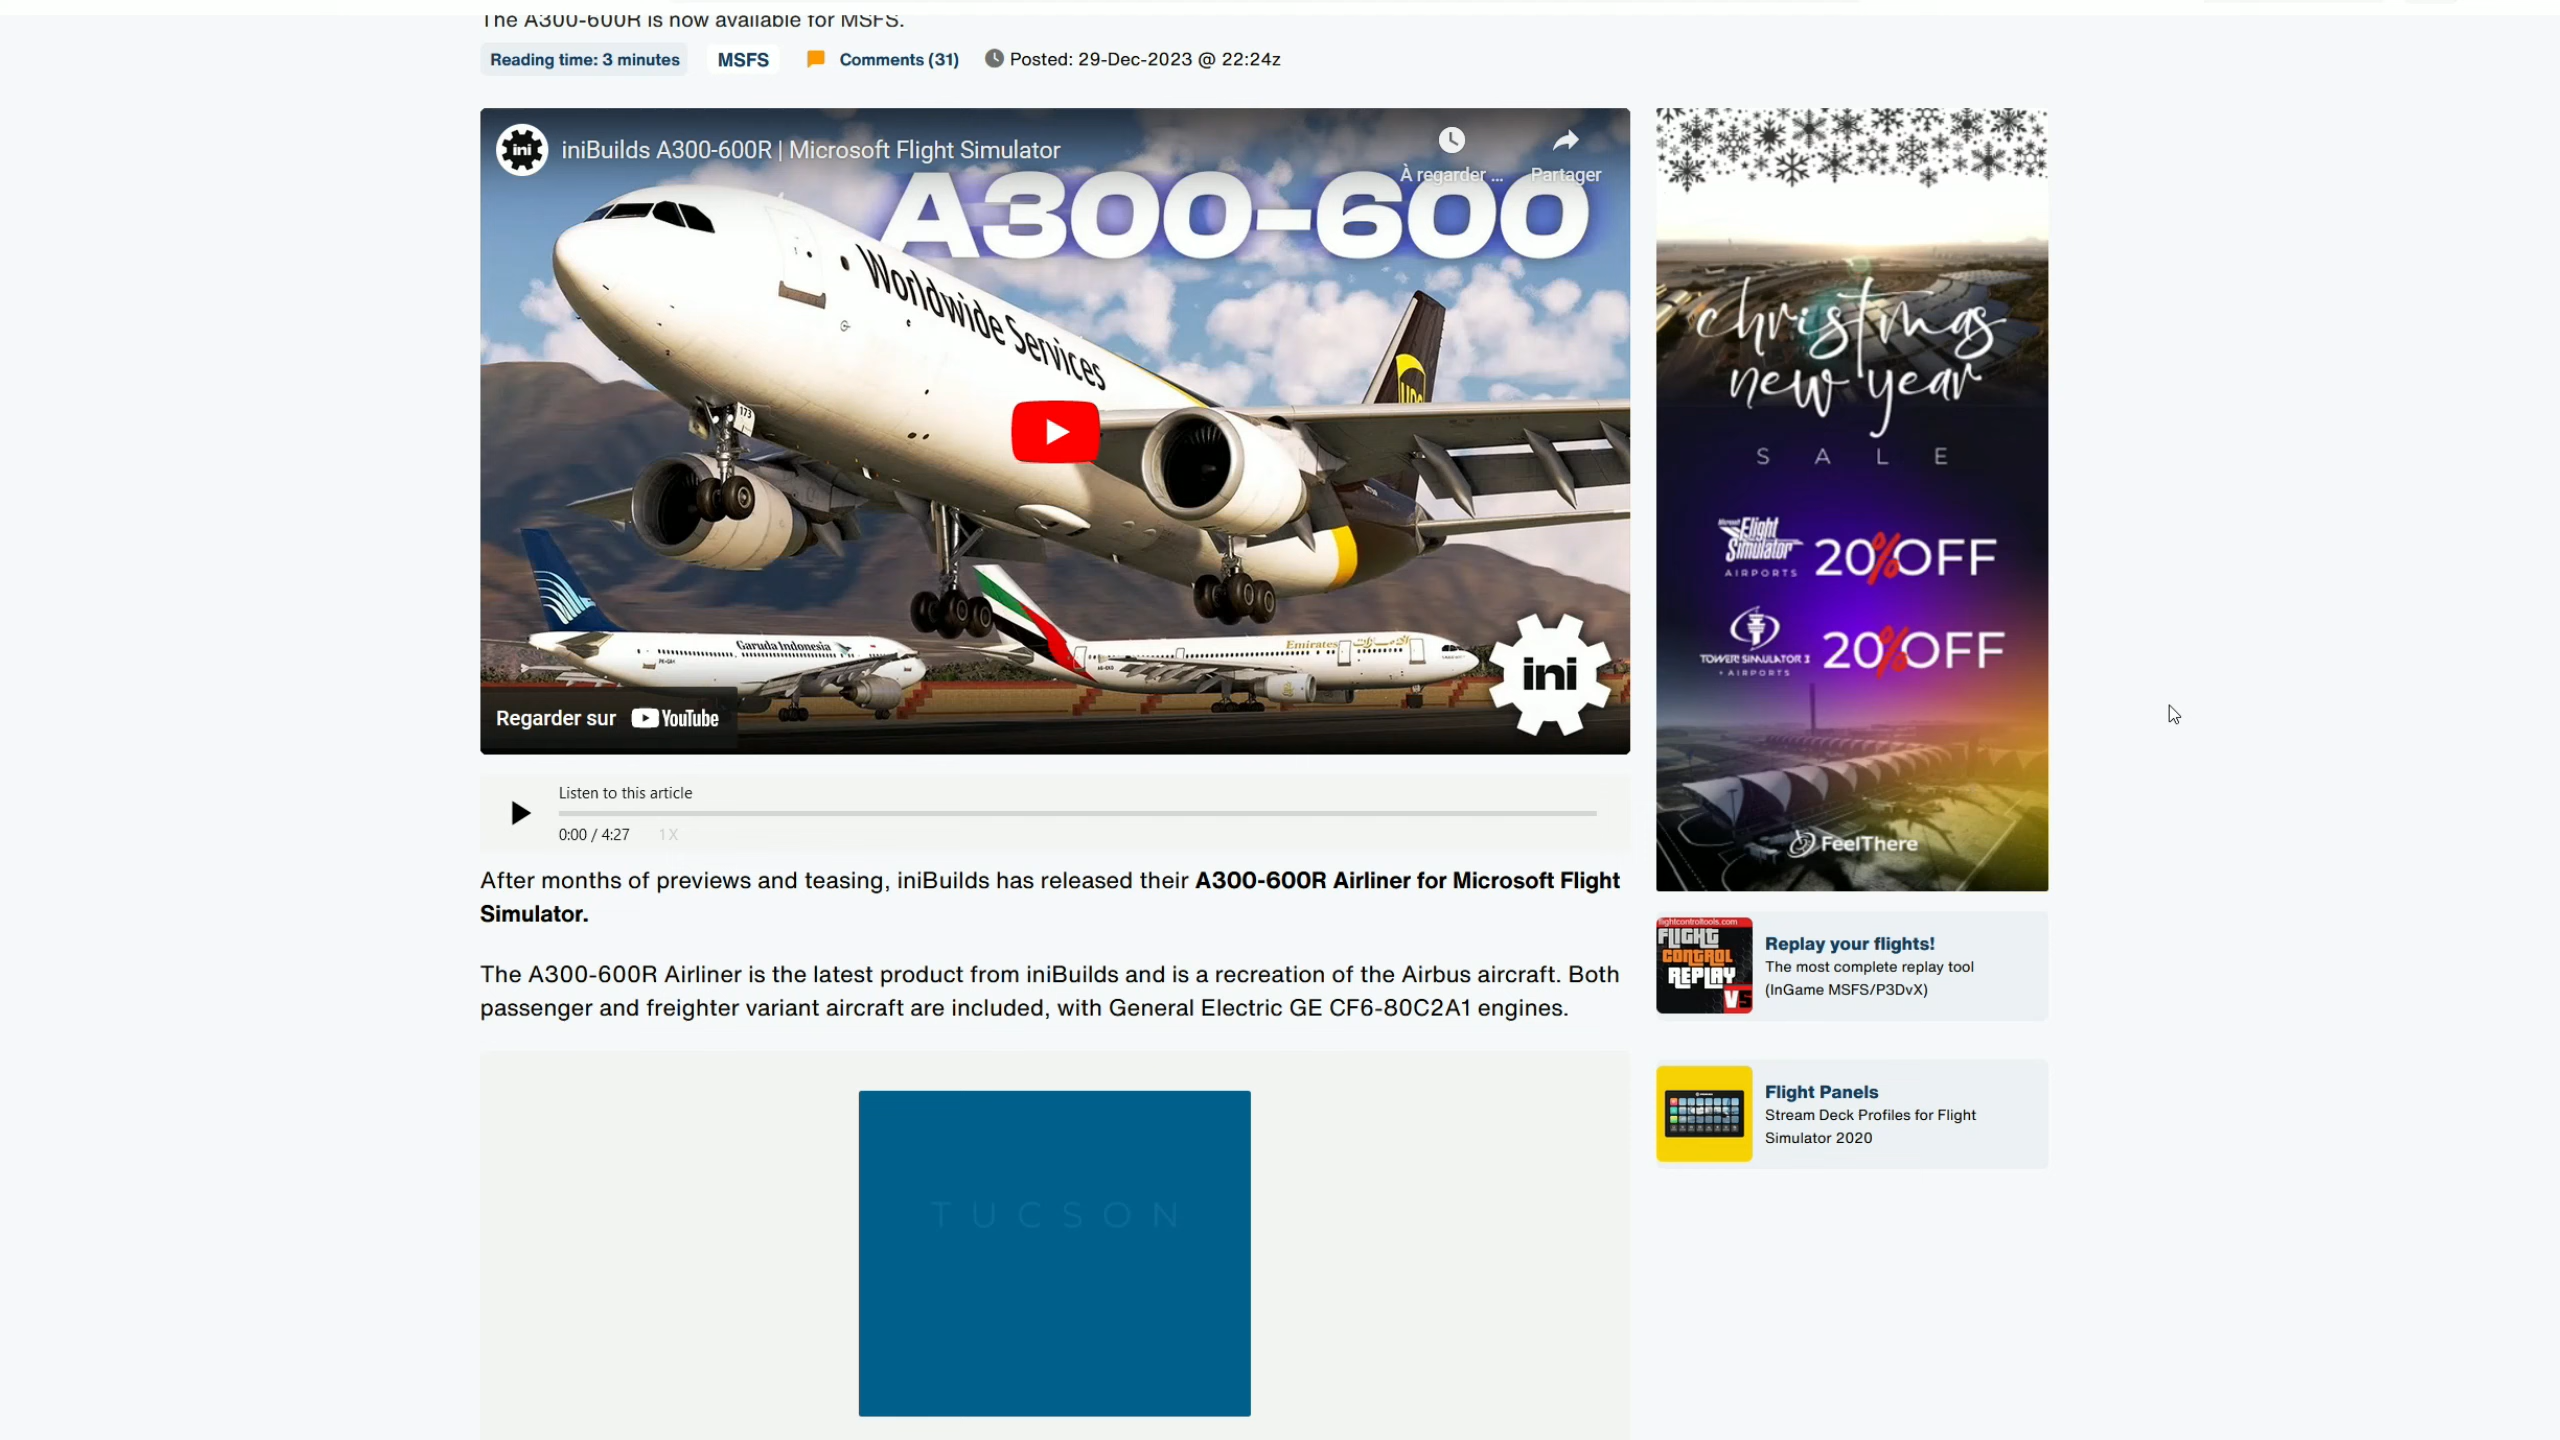 The A300-600R is now available for MSFS.
Reading time: 3 minutes
MSFS
Comments (31)
Posted: 29-Dec-2023 @ 22:24z
ini
iniBuilds A300-600R | Microsoft Flight Simulator
À regarder ...
Partager
A300-600
Worldwide Services
ups
173
Garuda Indonesia
Emirates
ini
Regarder sur YouTube
Listen to this article
0:00 / 4:27
1X
After months of previews and teasing, iniBuilds has released their A300-600R Airliner for Microsoft Flight
Simulator.
The A300-600R Airliner is the latest product from iniBuilds and is a recreation of the Airbus aircraft. Both
passenger and freighter variant aircraft are included, with General Electric GE CF6-80C2A1 engines.
TUCSON
christmas
new year
SALE
Microsoft Flight Simulator
AIRPORTS
20%OFF
TOWER! SIMULATOR 3
+ AIRPORTS
20%OFF
FeelThere
flightcontroltools.com
FLIGHT
CONTROL
REPLAY
V5
Replay your flights!
The most complete replay tool
(InGame MSFS/P3DvX)
Flight Panels
Stream Deck Profiles for Flight
Simulator 2020